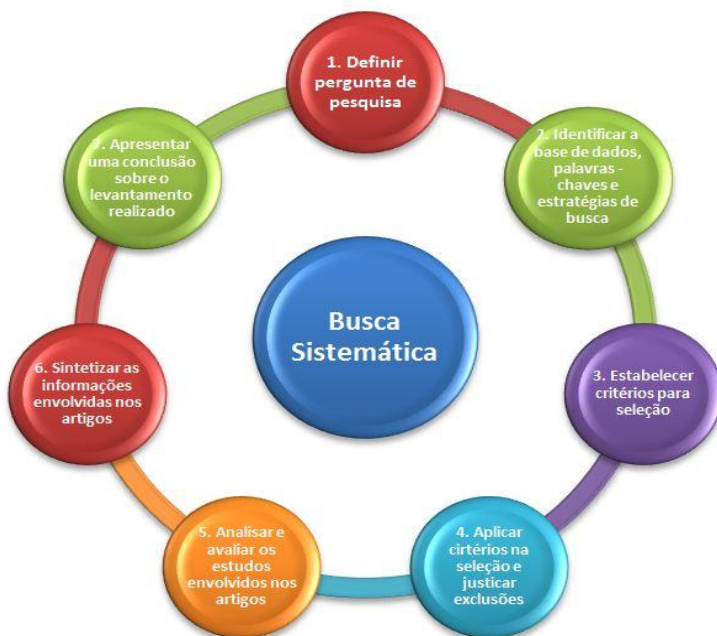 1. Definir
pergunta de
pesquisa
2. Identificar a
base de dados,
palavras -
chaves e
estratégias de
busca
3. Estabelecer
critérios para
seleção
4. Aplicar
cirtérios na
seleção e
justicar
exclusões
5. Analisar e
avaliar os
estudos
envolvidos nos
artigos
6. Sintetizar as
informações
envolvidas nos
artigos
7. Apresentar
uma conclusão
sobre o
levantamento
realizado
Busca
Sistemática